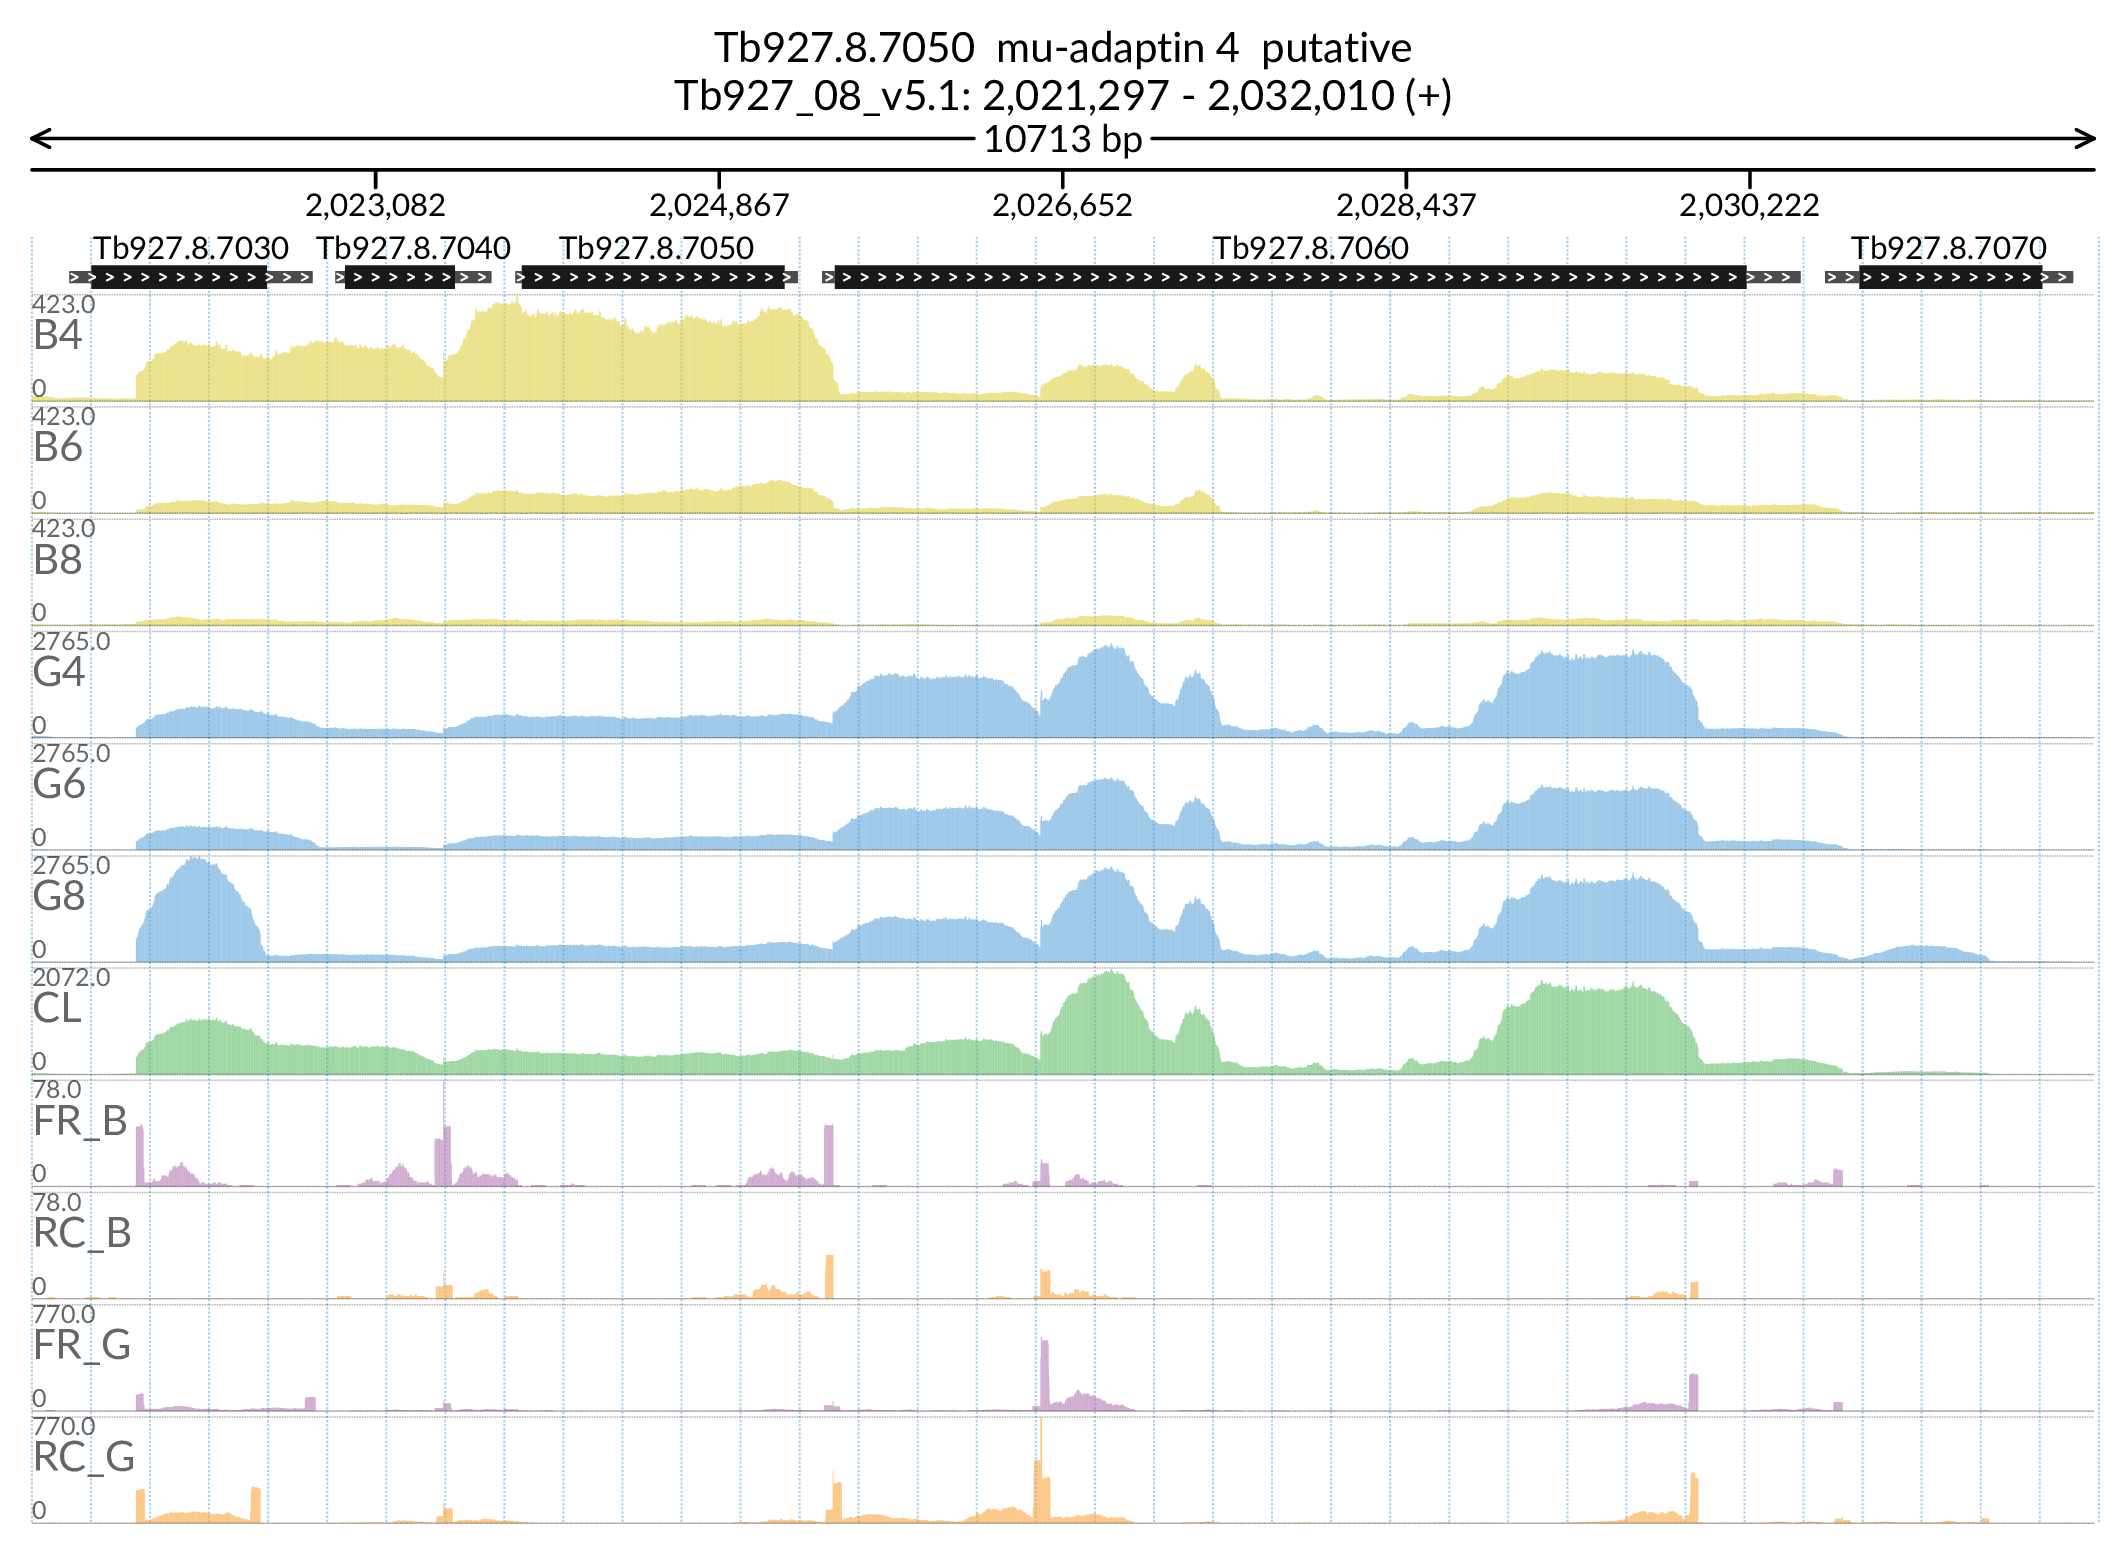 Tb927.8.7050 mu-adaptin 4 putative
Tb927_08_v5.1: 2,021,297 - 2,032,010 (+)
10713 bp
2,023,082 2,024,867 2,026,652 2,028,437 2,030,222
Tb927.8.7030 Tb927.8.7040 Tb927.8.7050 Tb927.8.7060 Tb927.8.7070
423.0
B4
0
423.0
B6
0
423.0
B8
0
2765.0
G4
0
2765.0
G6
0
2765.0
G8
0
2072.0
CL
0
78.0
FR_B
0
78.0
RC_B
0
770.0
FR_G
0
770.0
RC_G
0